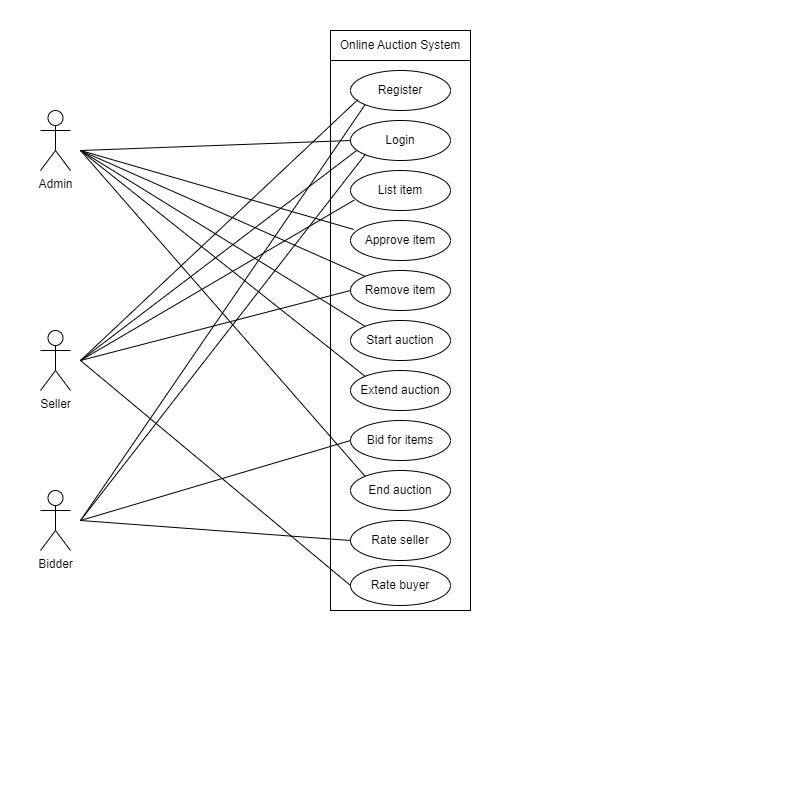 Online Auction System
Register
Login
List item
Approve item
Remove item
Start auction
Extend auction
Bid for items
End auction
Rate seller
Rate buyer
Admin
Seller
Bidder